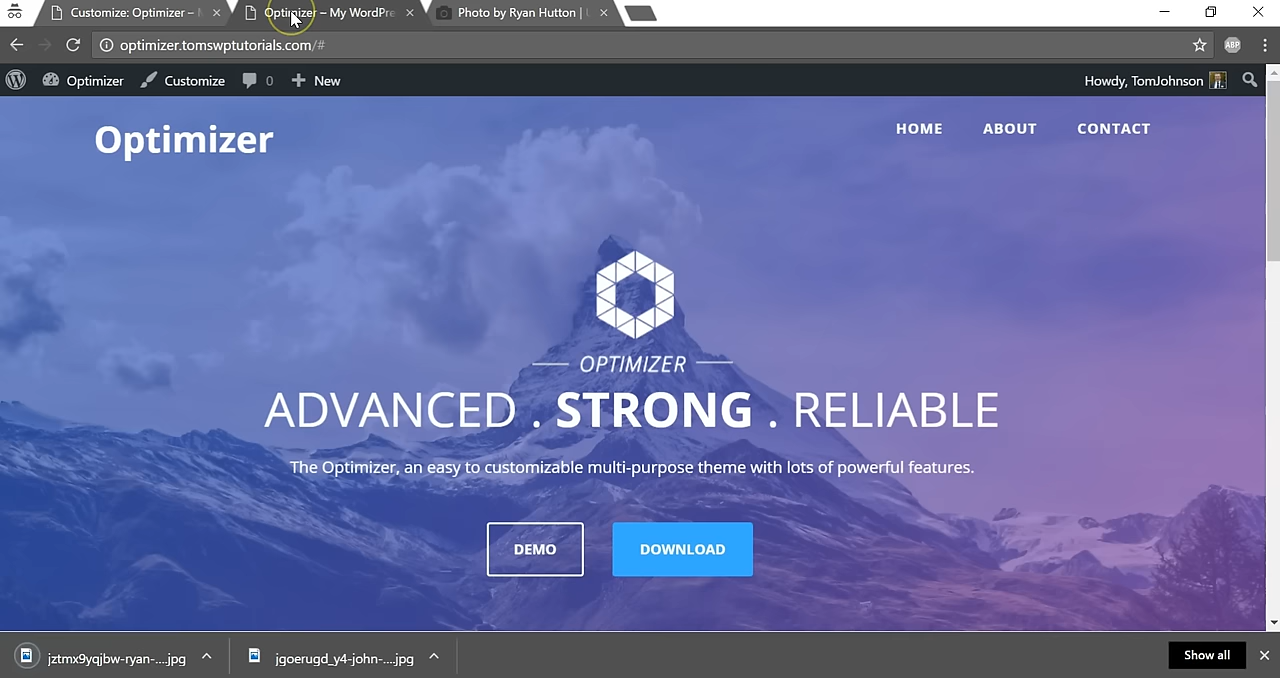 Customize: Optimizer –
Optimizer – My WordPre
Photo by Ryan Hutton |
optimizer.tomswptutorials.com/#
ABP
Optimizer
Customize
0
New
Howdy, TomJohnson
Optimizer
HOME
ABOUT
CONTACT
OPTIMIZER
ADVANCED . STRONG . RELIABLE
The Optimizer, an easy to customizable multi-purpose theme with lots of powerful features.
DEMO
DOWNLOAD
jztmx9yqjbw-ryan-....jpg
jgoerugd_y4-john-....jpg
Show all